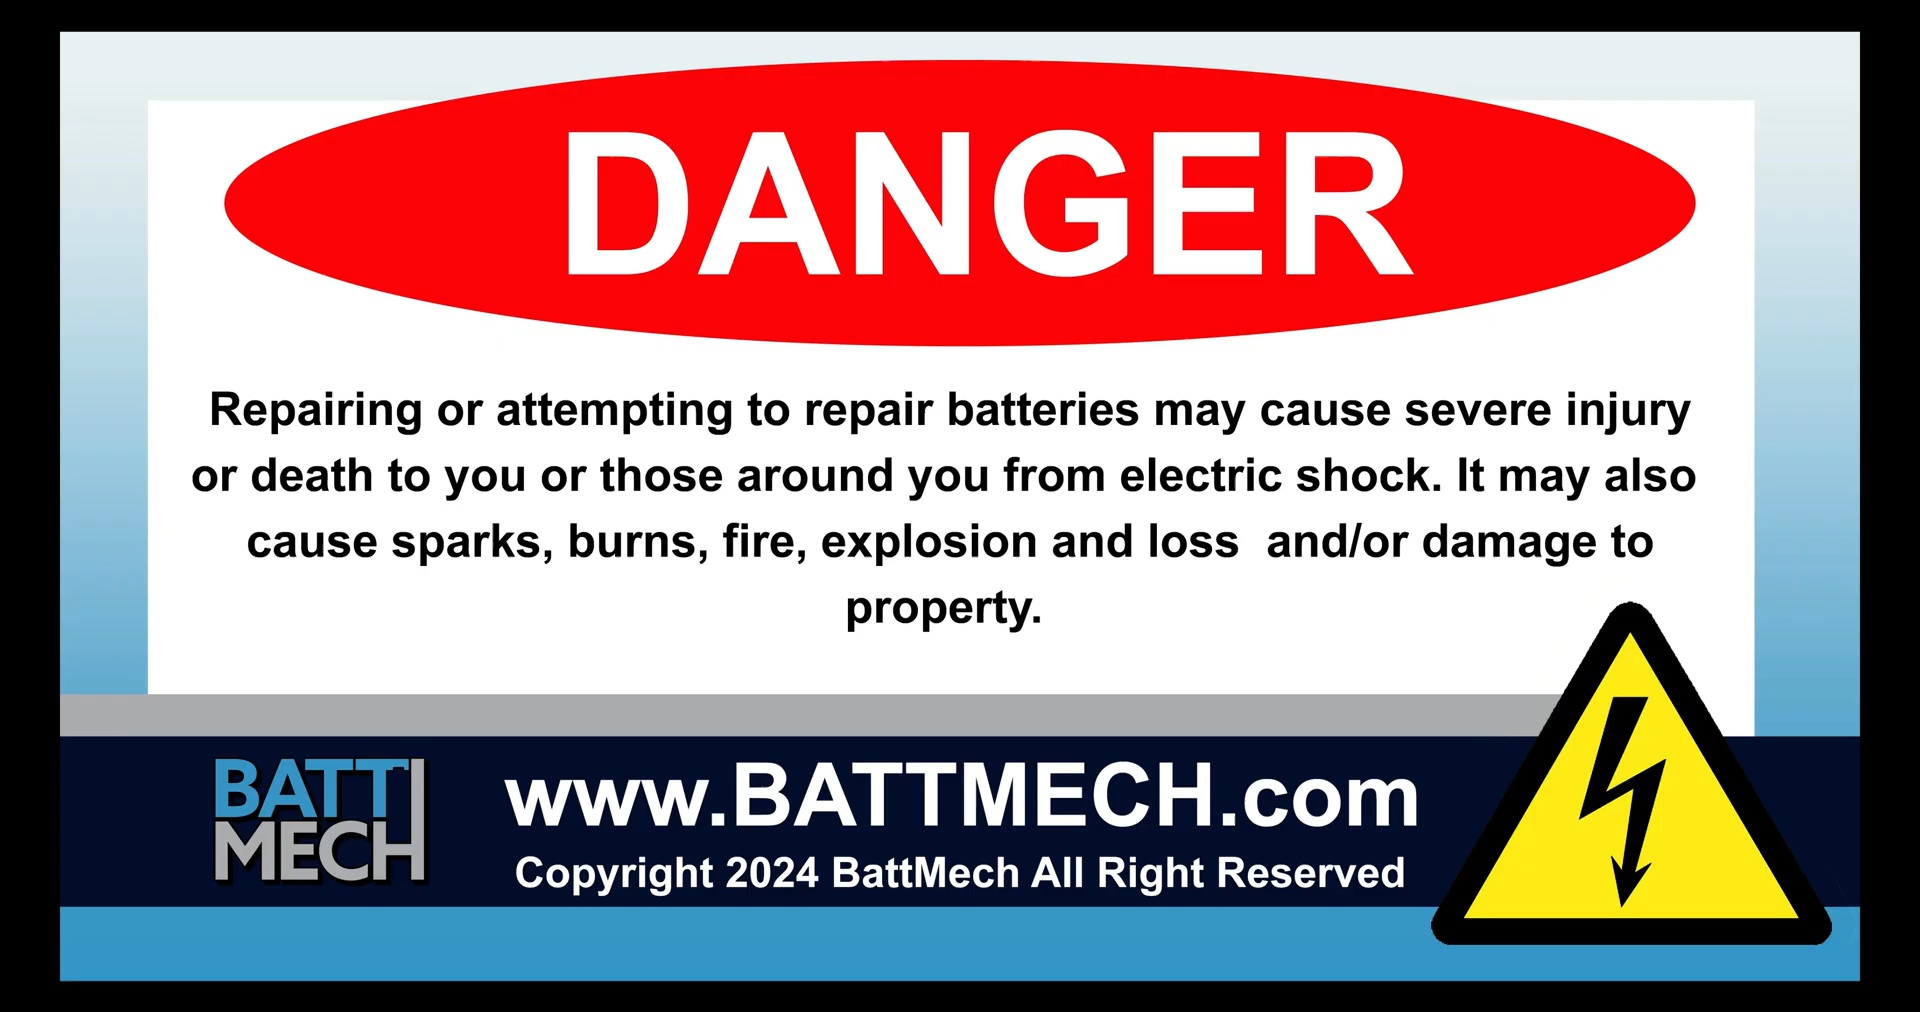 DANGER
Repairing or attempting to repair batteries may cause severe injury
or death to you or those around you from electric shock. It may also
cause sparks, burns, fire, explosion and loss  and/or damage to
property.
BATT
MECH
www.BATTMECH.com
Copyright 2024 BattMech All Right Reserved